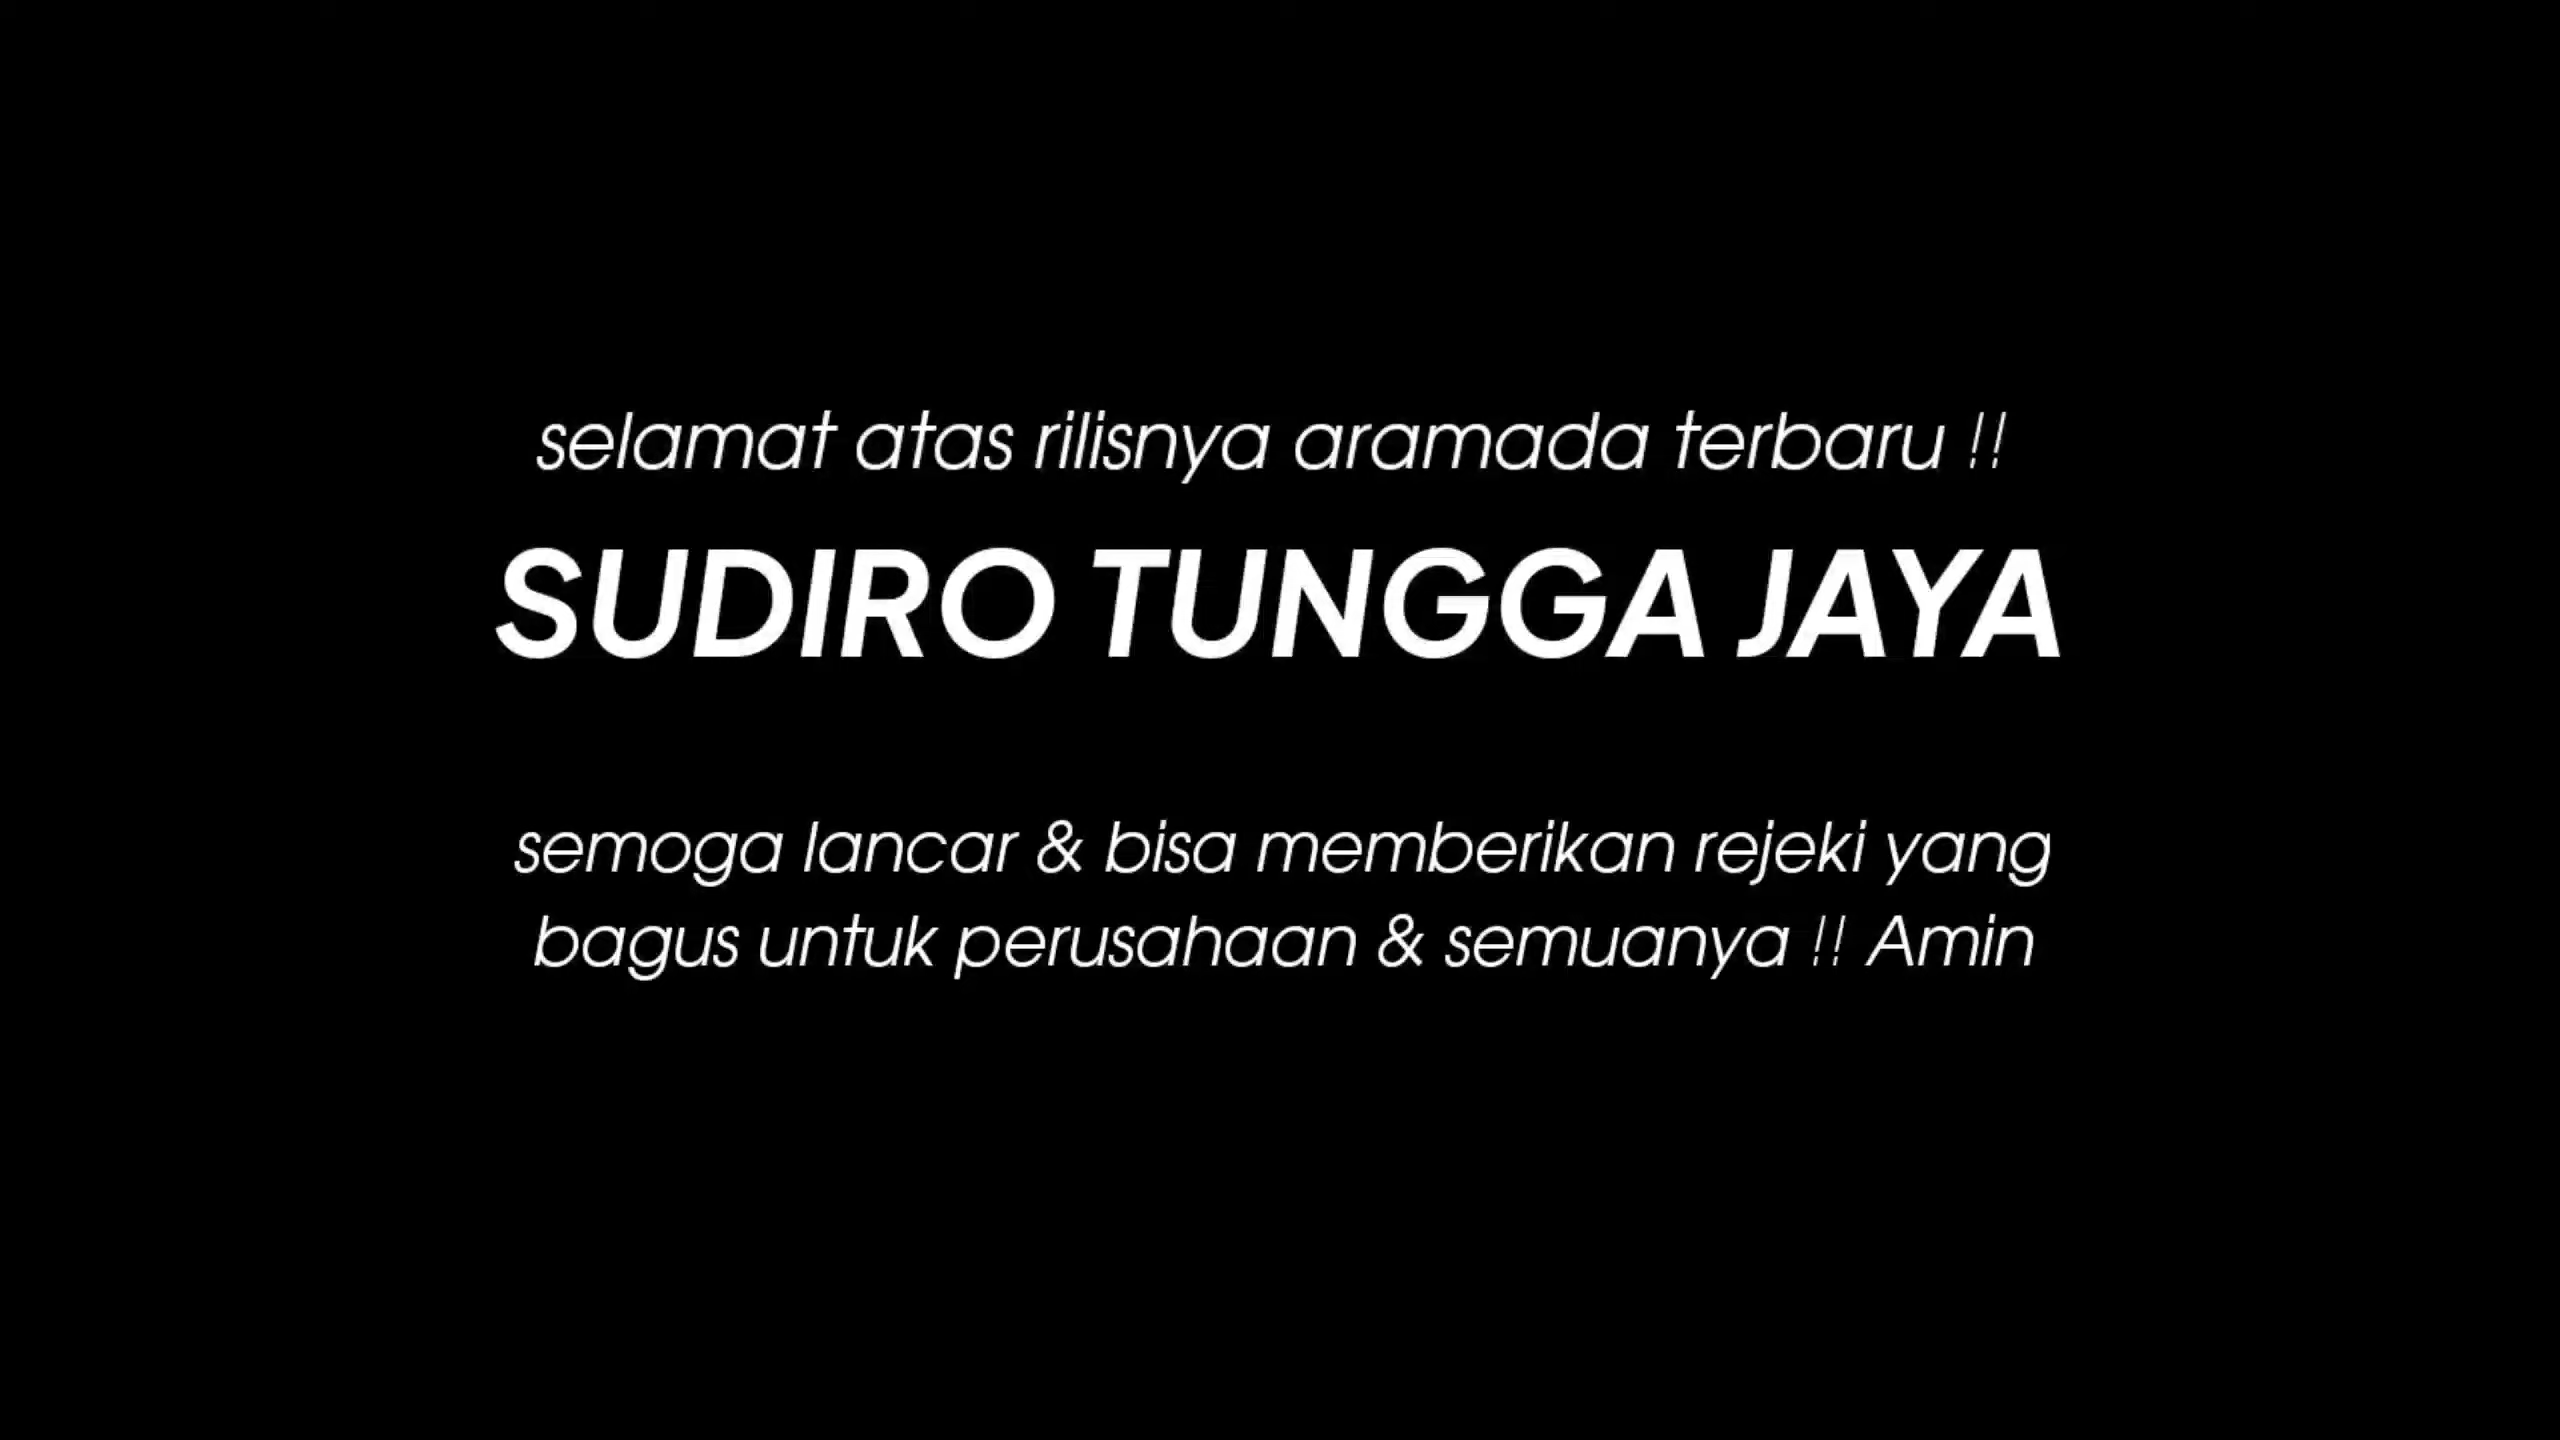 selamat atas rilisnya aramada terbaru !!
SUDIRO TUNGGA JAYA
semoga lancar & bisa memberikan rejeki yang
bagus untuk perusahaan & semuanya !! Amin